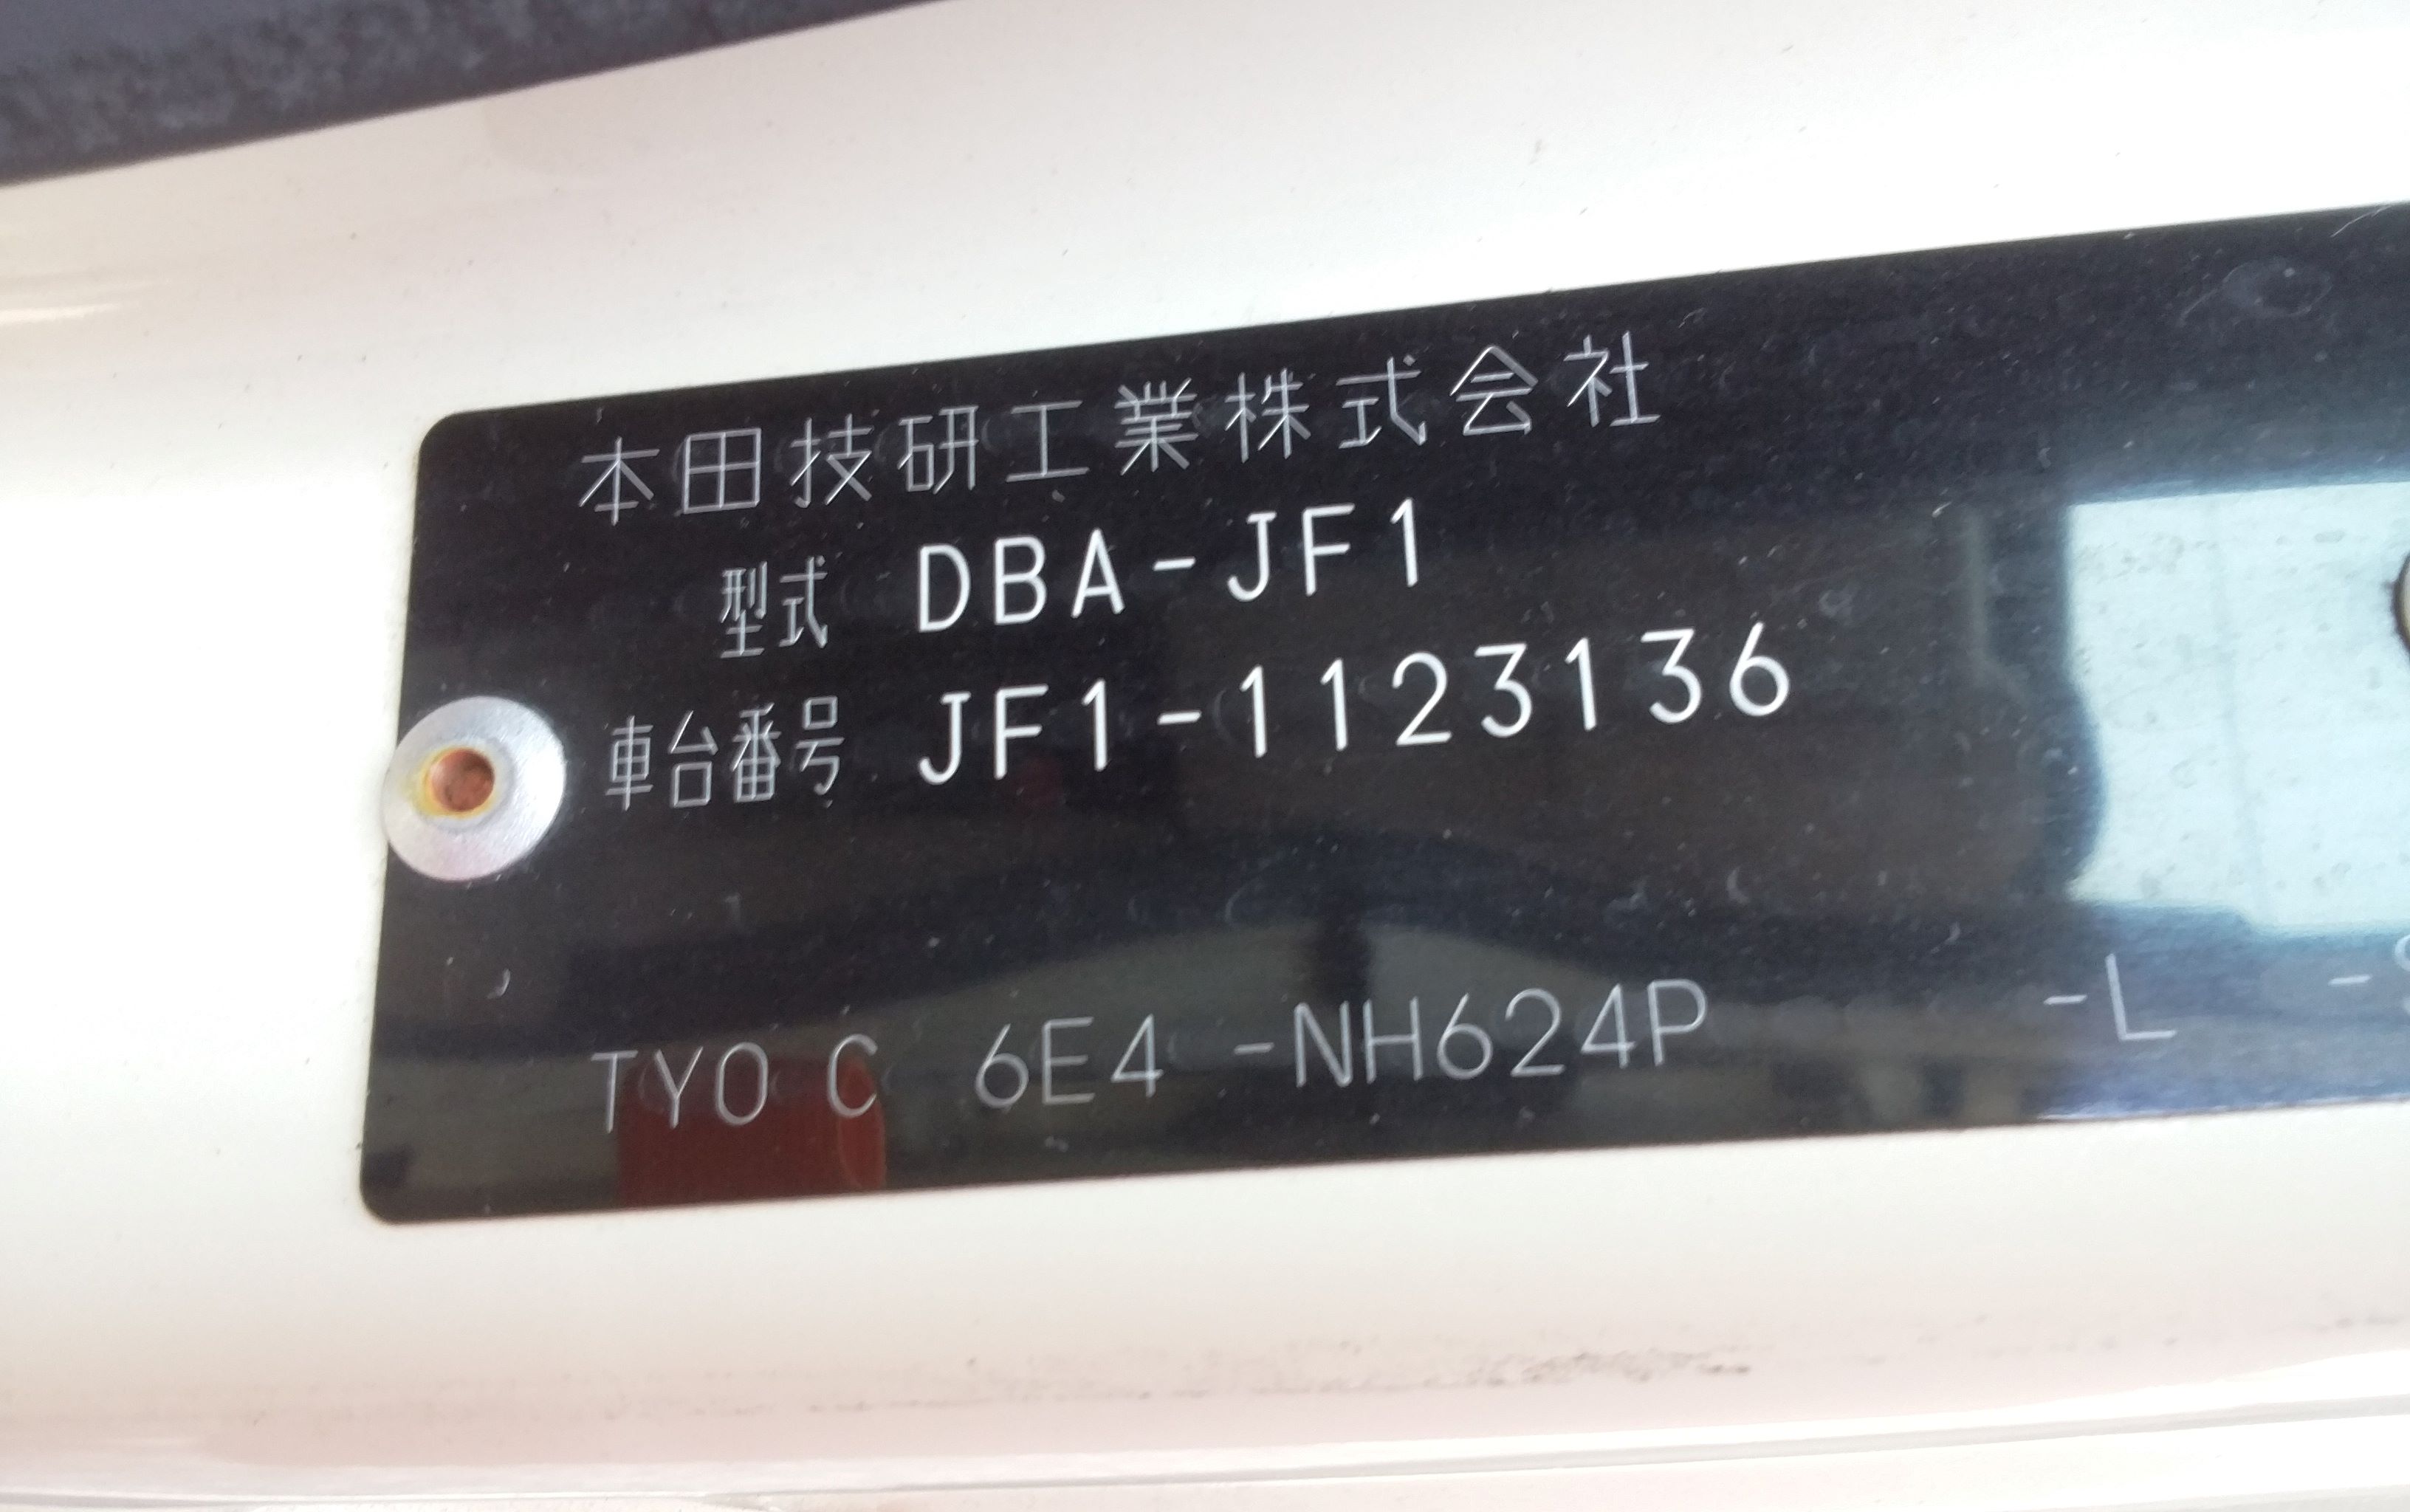 本田技研工業株式会社
型式 DBA-JF1
車台番号 JF1-1123136
TYO C 6E4 -NH624P -L -S